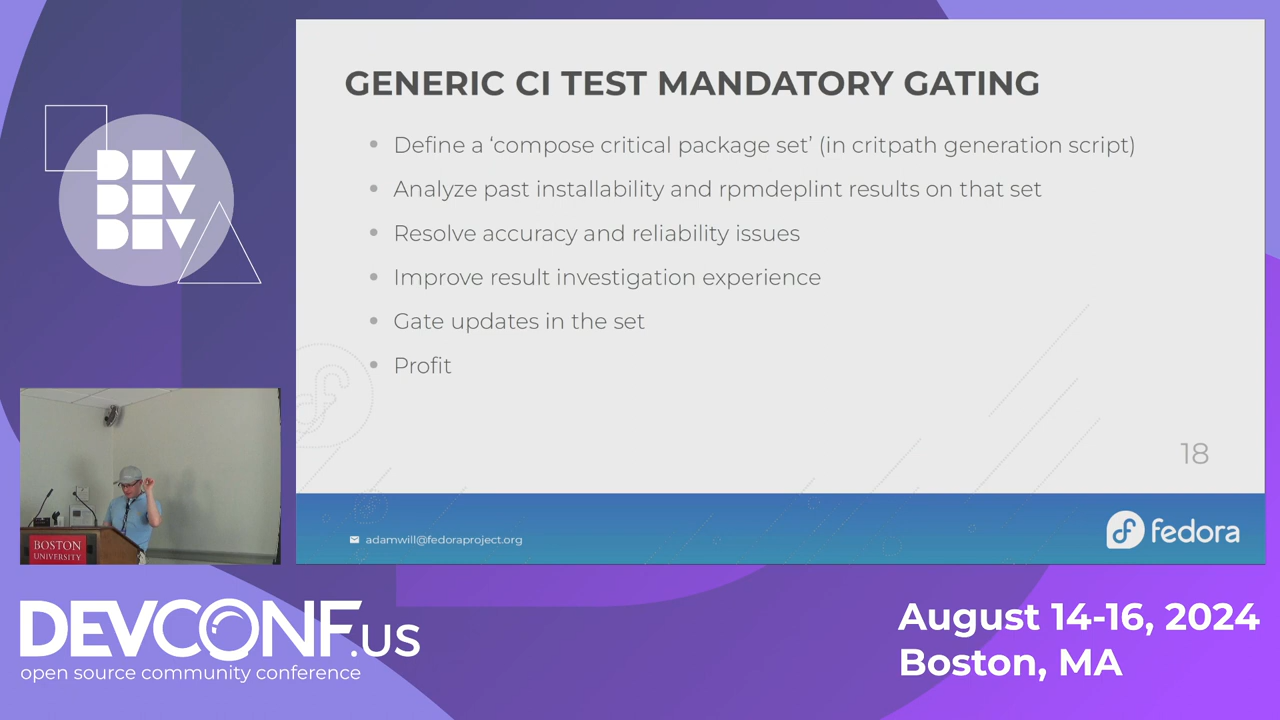 GENERIC CI TEST MANDATORY GATING
Define a ‘compose critical package set’ (in critpath generation script)
Analyze past installability and rpmdeplint results on that set
Resolve accuracy and reliability issues
Improve result investigation experience
Gate updates in the set
Profit
18
adamwill@fedoraproject.org
fedora
DEV
DEV
DEV
BOSTON
UNIVERSITY
DEVCONF.US
open source community conference
August 14-16, 2024
Boston, MA